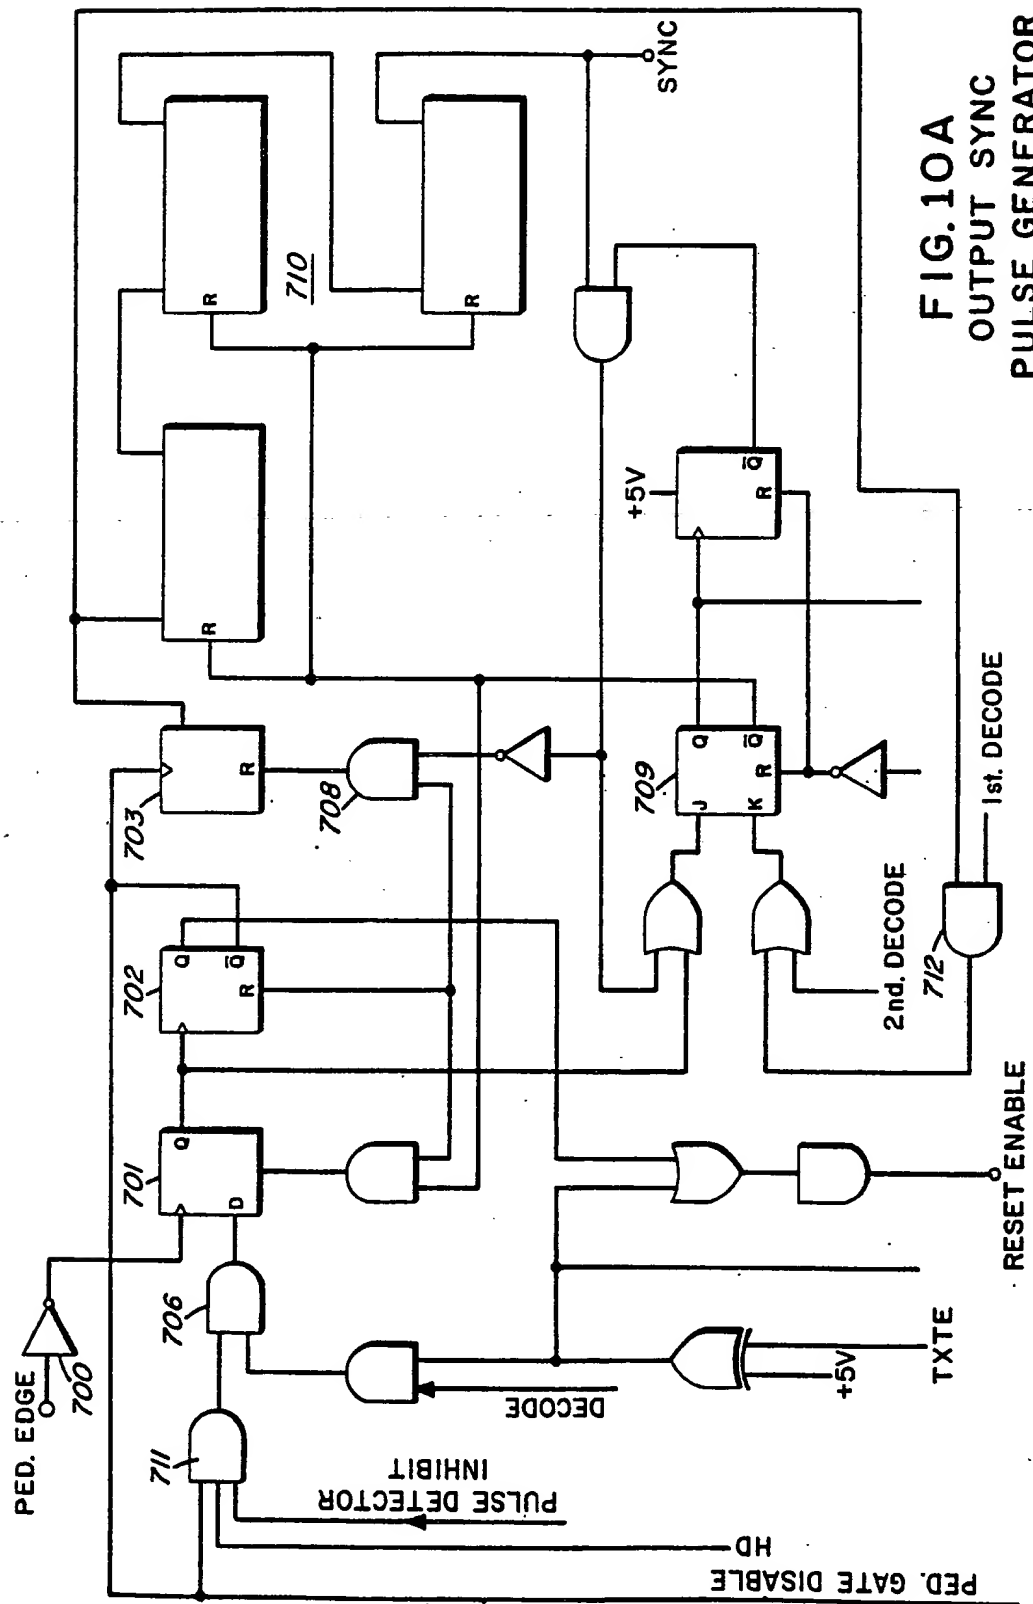 PED. EDGE
700
701
Q
D
702
Q
Q̅
R
703
R
R
R
710
R
SYNC
706
711
708
PULSE DETECTOR
INHIBIT
DECODE
HD
PED. GATE DISABLE
+5V
TXTE
RESET ENABLE
709
J
Q
K
R
Q̅
+5V
Q̅
R
2nd. DECODE
712
1st. DECODE
FIG. 10A
OUTPUT SYNC
PULSE GENERATOR